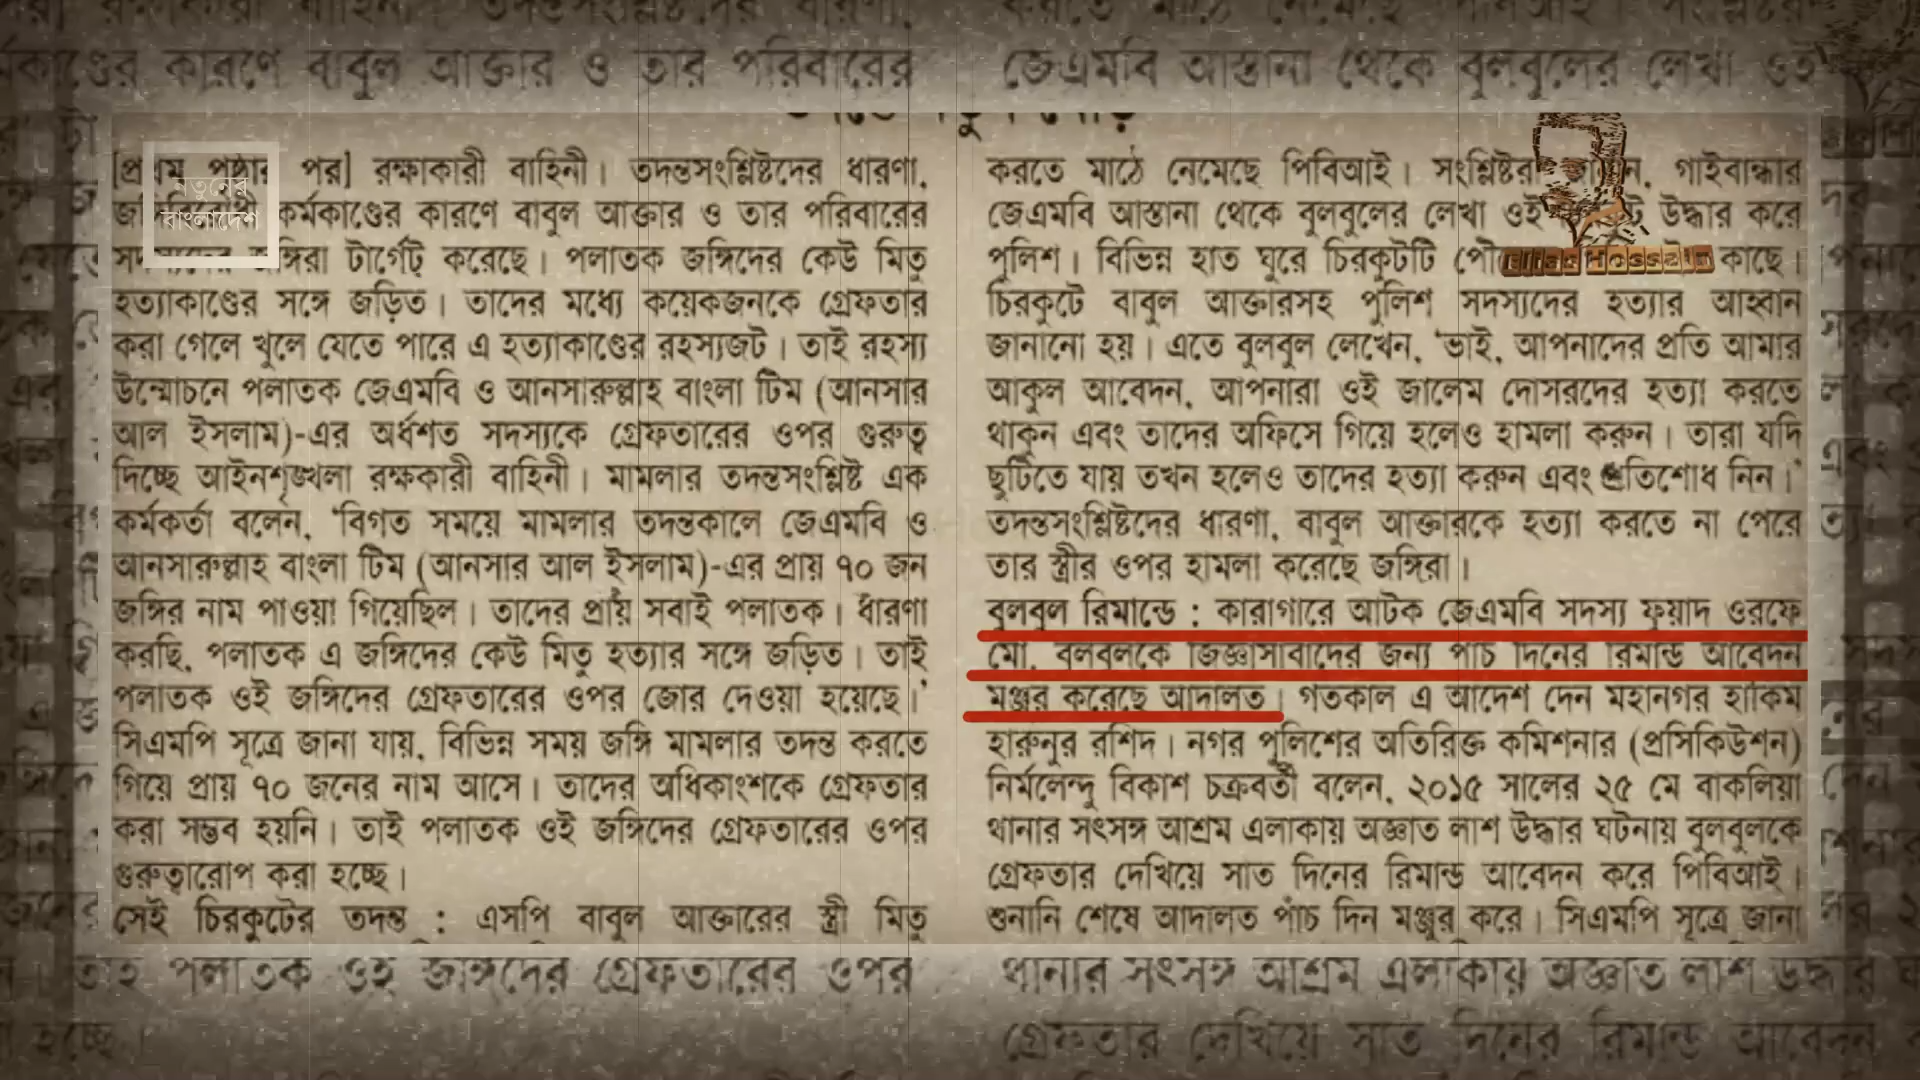 [প্রথম পৃষ্ঠার পর] রক্ষাকারী বাহিনী। তদন্তসংশ্লিষ্টদের ধারণা,
কর্মকাণ্ডের কারণে বাবুল আক্তার ও তার পরিবারের
জঙ্গিরা টার্গেট করেছে। পলাতক জঙ্গিদের কেউ মিতু
হত্যাকাণ্ডের সঙ্গে জড়িত। তাদের মধ্যে কয়েকজনকে গ্রেফতার
করা গেলে খুলে যেতে পারে এ হত্যাকাণ্ডের রহস্যজট। তাই রহস্য
উন্মোচনে পলাতক জেএমবি ও আনসারুল্লাহ বাংলা টিম (আনসার
আল ইসলাম)-এর অর্ধশত সদস্যকে গ্রেফতারের ওপর গুরুত্ব
দিচ্ছে আইনশৃঙ্খলা রক্ষকারী বাহিনী। মামলার তদন্তসংশ্লিষ্ট এক
কর্মকর্তা বলেন, ‘বিগত সময়ে মামলার তদন্তকালে জেএমবি ও
আনসারুল্লাহ বাংলা টিম (আনসার আল ইসলাম)-এর প্রায় ৭০ জন
জঙ্গির নাম পাওয়া গিয়েছিল। তাদের প্রায় সবাই পলাতক। ধারণা
করছি, পলাতক এ জঙ্গিদের কেউ মিতু হত্যার সঙ্গে জড়িত। তাই
পলাতক ওই জঙ্গিদের গ্রেফতারের ওপর জোর দেওয়া হয়েছে।’
সিএমপি সূত্রে জানা যায়, বিভিন্ন সময় জঙ্গি মামলার তদন্ত করতে
গিয়ে প্রায় ৭০ জনের নাম আসে। তাদের অধিকাংশকে গ্রেফতার
করা সম্ভব হয়নি। তাই পলাতক ওই জঙ্গিদের গ্রেফতারের ওপর
গুরুত্বারোপ করা হচ্ছে।
সেই চিরকুটের তদন্ত : এসপি বাবুল আক্তারের স্ত্রী মিতু
করতে মাঠে নেমেছে পিবিআই। সংশ্লিষ্টরা গাইবান্ধার
জেএমবি আস্তানা থেকে বুলবুলের লেখা ওই উদ্ধার করে
পুলিশ। বিভিন্ন হাত ঘুরে চিরকুটটি কাছে।
চিরকুটে বাবুল আক্তারসহ পুলিশ সদস্যদের হত্যার আহ্বান
জানানো হয়। এতে বুলবুল লেখেন, ‘ভাই, আপনাদের প্রতি আমার
আকুল আবেদন, আপনারা ওই জালেম দোসরদের হত্যা করতে
থাকুন এবং তাদের অফিসে গিয়ে হলেও হামলা করুন। তারা যদি
ছুটিতে যায় তখন হলেও তাদের হত্যা করুন এবং প্রতিশোধ নিন।’
তদন্তসংশ্লিষ্টদের ধারণা, বাবুল আক্তারকে হত্যা করতে না পেরে
তার স্ত্রীর ওপর হামলা করেছে জঙ্গিরা।
বুলবুল রিমান্ডে : কারাগারে আটক জেএমবি সদস্য ফুয়াদ ওরফে
মো. বুলবুলকে জিজ্ঞাসাবাদের জন্য পাঁচ দিনের রিমান্ড আবেদন
মঞ্জুর করেছে আদালত। গতকাল এ আদেশ দেন মহানগর হাকিম
হারুনুর রশিদ। নগর পুলিশের অতিরিক্ত কমিশনার (প্রসিকিউশন)
নির্মলেন্দু বিকাশ চক্রবর্তী বলেন, ২০১৫ সালের ২৫ মে বাকলিয়া
থানার সৎসঙ্গ আশ্রম এলাকায় অজ্ঞাত লাশ উদ্ধার ঘটনায় বুলবুলকে
গ্রেফতার দেখিয়ে সাত দিনের রিমান্ড আবেদন করে পিবিআই।
শুনানি শেষে আদালত পাঁচ দিন মঞ্জুর করে। সিএমপি সূত্রে জানা
নতুনের
বাংলাদেশ
Elias Hossain